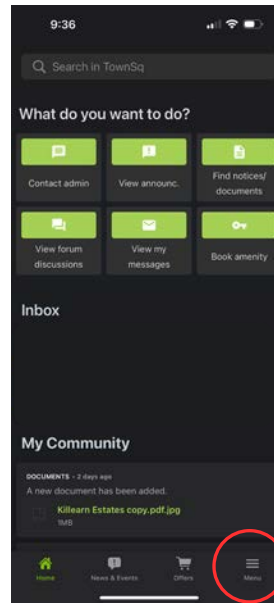 9:36
Search in TownSq
What do you want to do?
Contact admin
View announc.
Find notices/
documents
View forum
discussions
View my
messages
Book amenity
Inbox
My Community
DOCUMENTS - 2 days ago
A new document has been added.
Killearn Estates copy.pdf.jpg
1MB
Home
News & Events
Offers
Menu